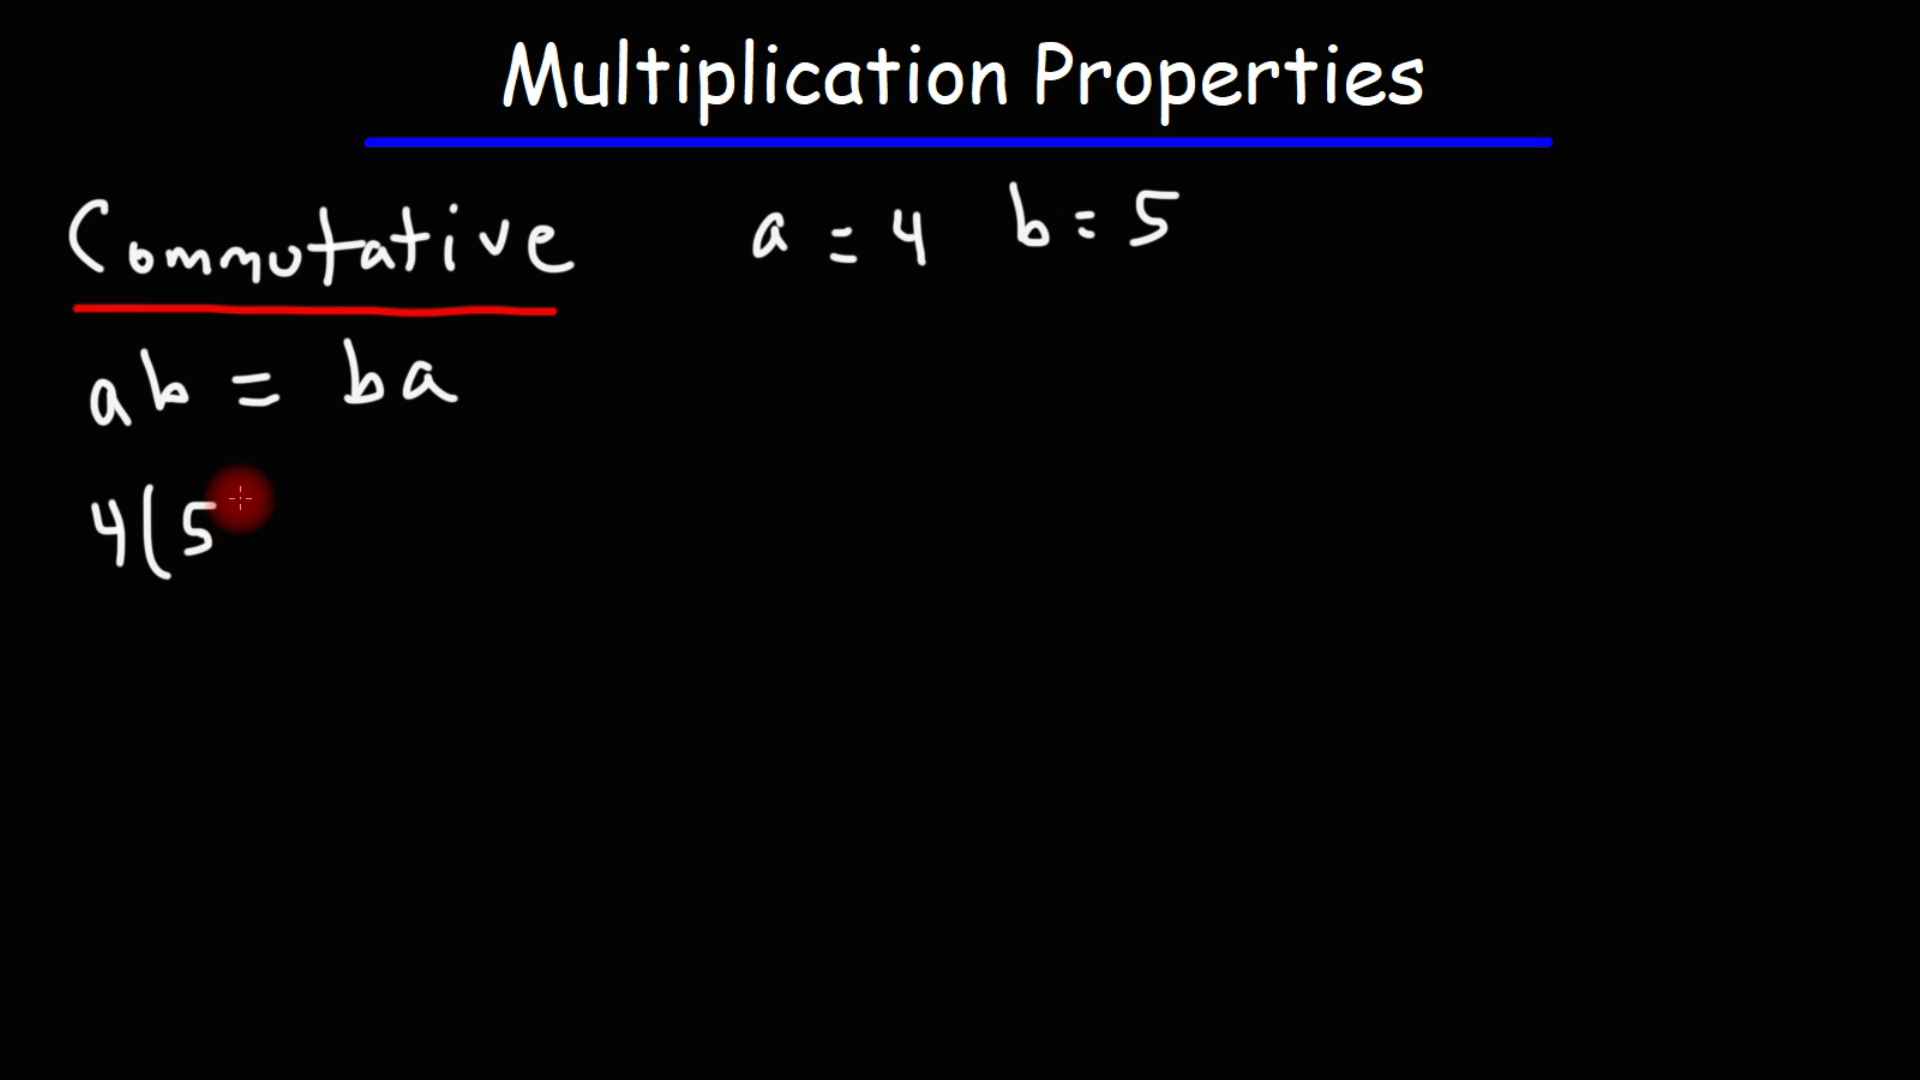 Multiplication Properties
Commutative a = 4 b = 5
ab = ba
4(5